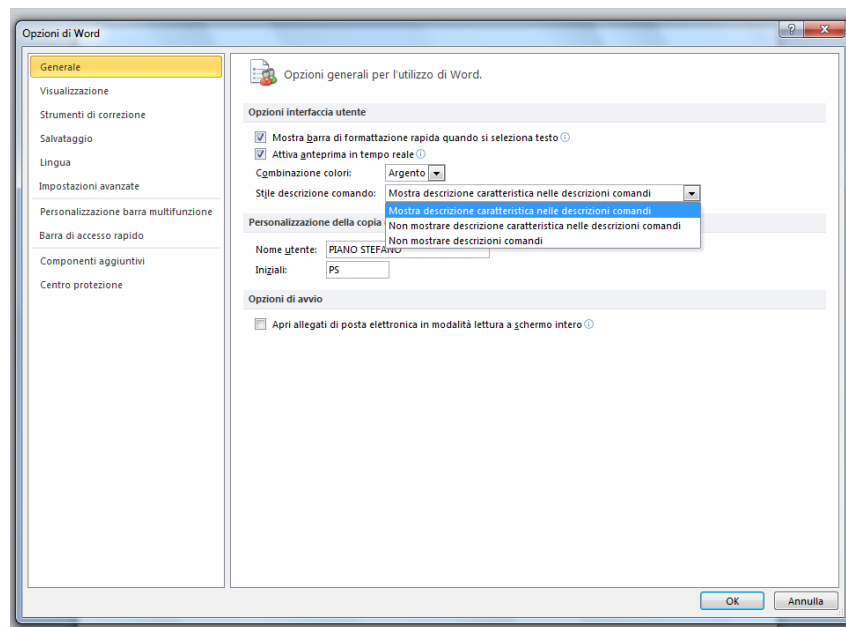 Opzioni di Word
Generale
Visualizzazione
Strumenti di correzione
Salvataggio
Lingua
Impostazioni avanzate
Personalizzazione barra multifunzione
Barra di accesso rapido
Componenti aggiuntivi
Centro protezione
Opzioni generali per l'utilizzo di Word.
Opzioni interfaccia utente
Mostra barra di formattazione rapida quando si seleziona testo
Attiva anteprima in tempo reale
Combinazione colori: Argento
Stile descrizione comando: Mostra descrizione caratteristica nelle descrizioni comandi
Mostra descrizione caratteristica nelle descrizioni comandi
Non mostrare descrizione caratteristica nelle descrizioni comandi
Non mostrare descrizioni comandi
Personalizzazione della copia
Nome utente: PIANO STEFANO
Iniziali: PS
Opzioni di avvio
Apri allegati di posta elettronica in modalità lettura a schermo intero
OK Annulla